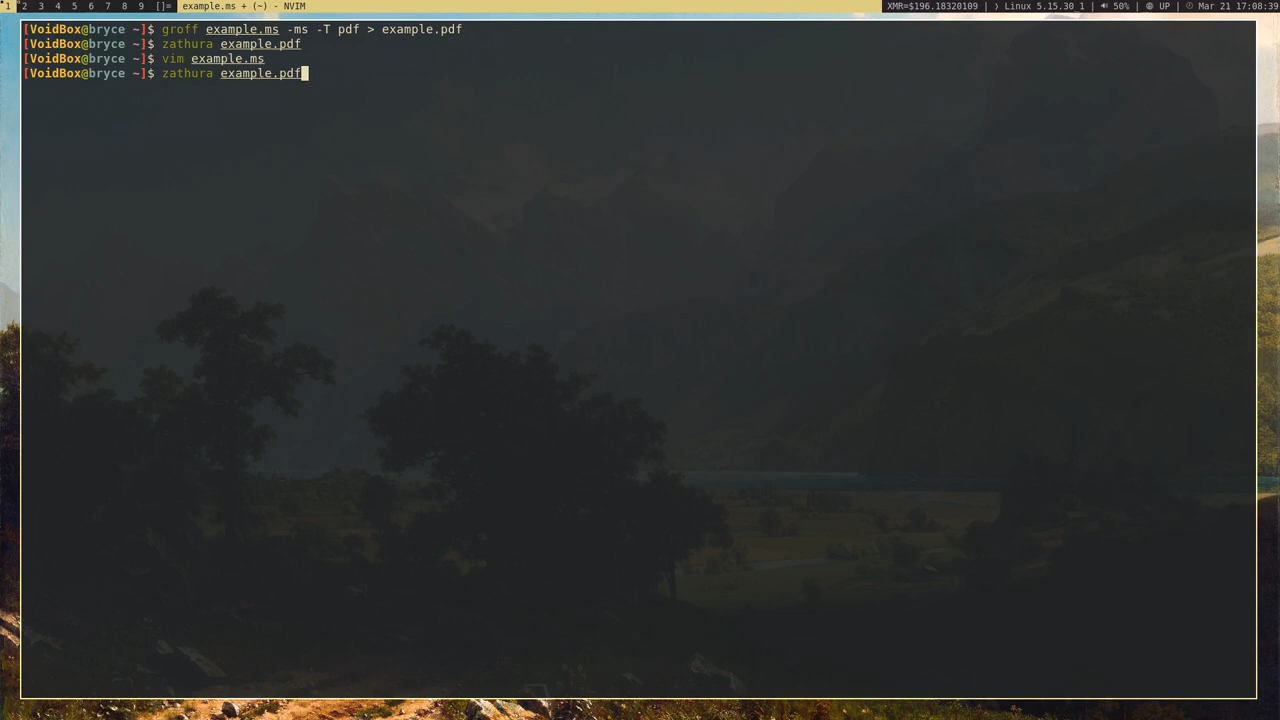 1 2 3 4 5 6 7 8 9 []= example.ms + (~) - NVIM XMR=$196.18320109 | ⟩ Linux 5.15.30_1 | 50% | UP | Mar 21 17:08:39
[VoidBox@bryce ~]$ groff example.ms -ms -T pdf > example.pdf
[VoidBox@bryce ~]$ zathura example.pdf
[VoidBox@bryce ~]$ vim example.ms
[VoidBox@bryce ~]$ zathura example.pdf